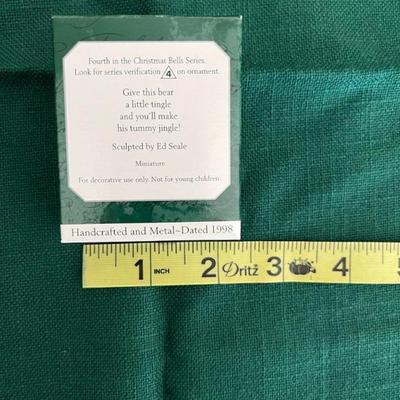 Fourth in the Christmas Bells Series.
Look for series verification 4 on ornament.
Give this bear
a little tingle
and you'll make
his tummy jingle!
Sculpted by Ed Seale
Miniature
For decorative use only. Not for young children.
Handcrafted and Metal~Dated 1998
1 INCH 2 Dritz 3 4 5